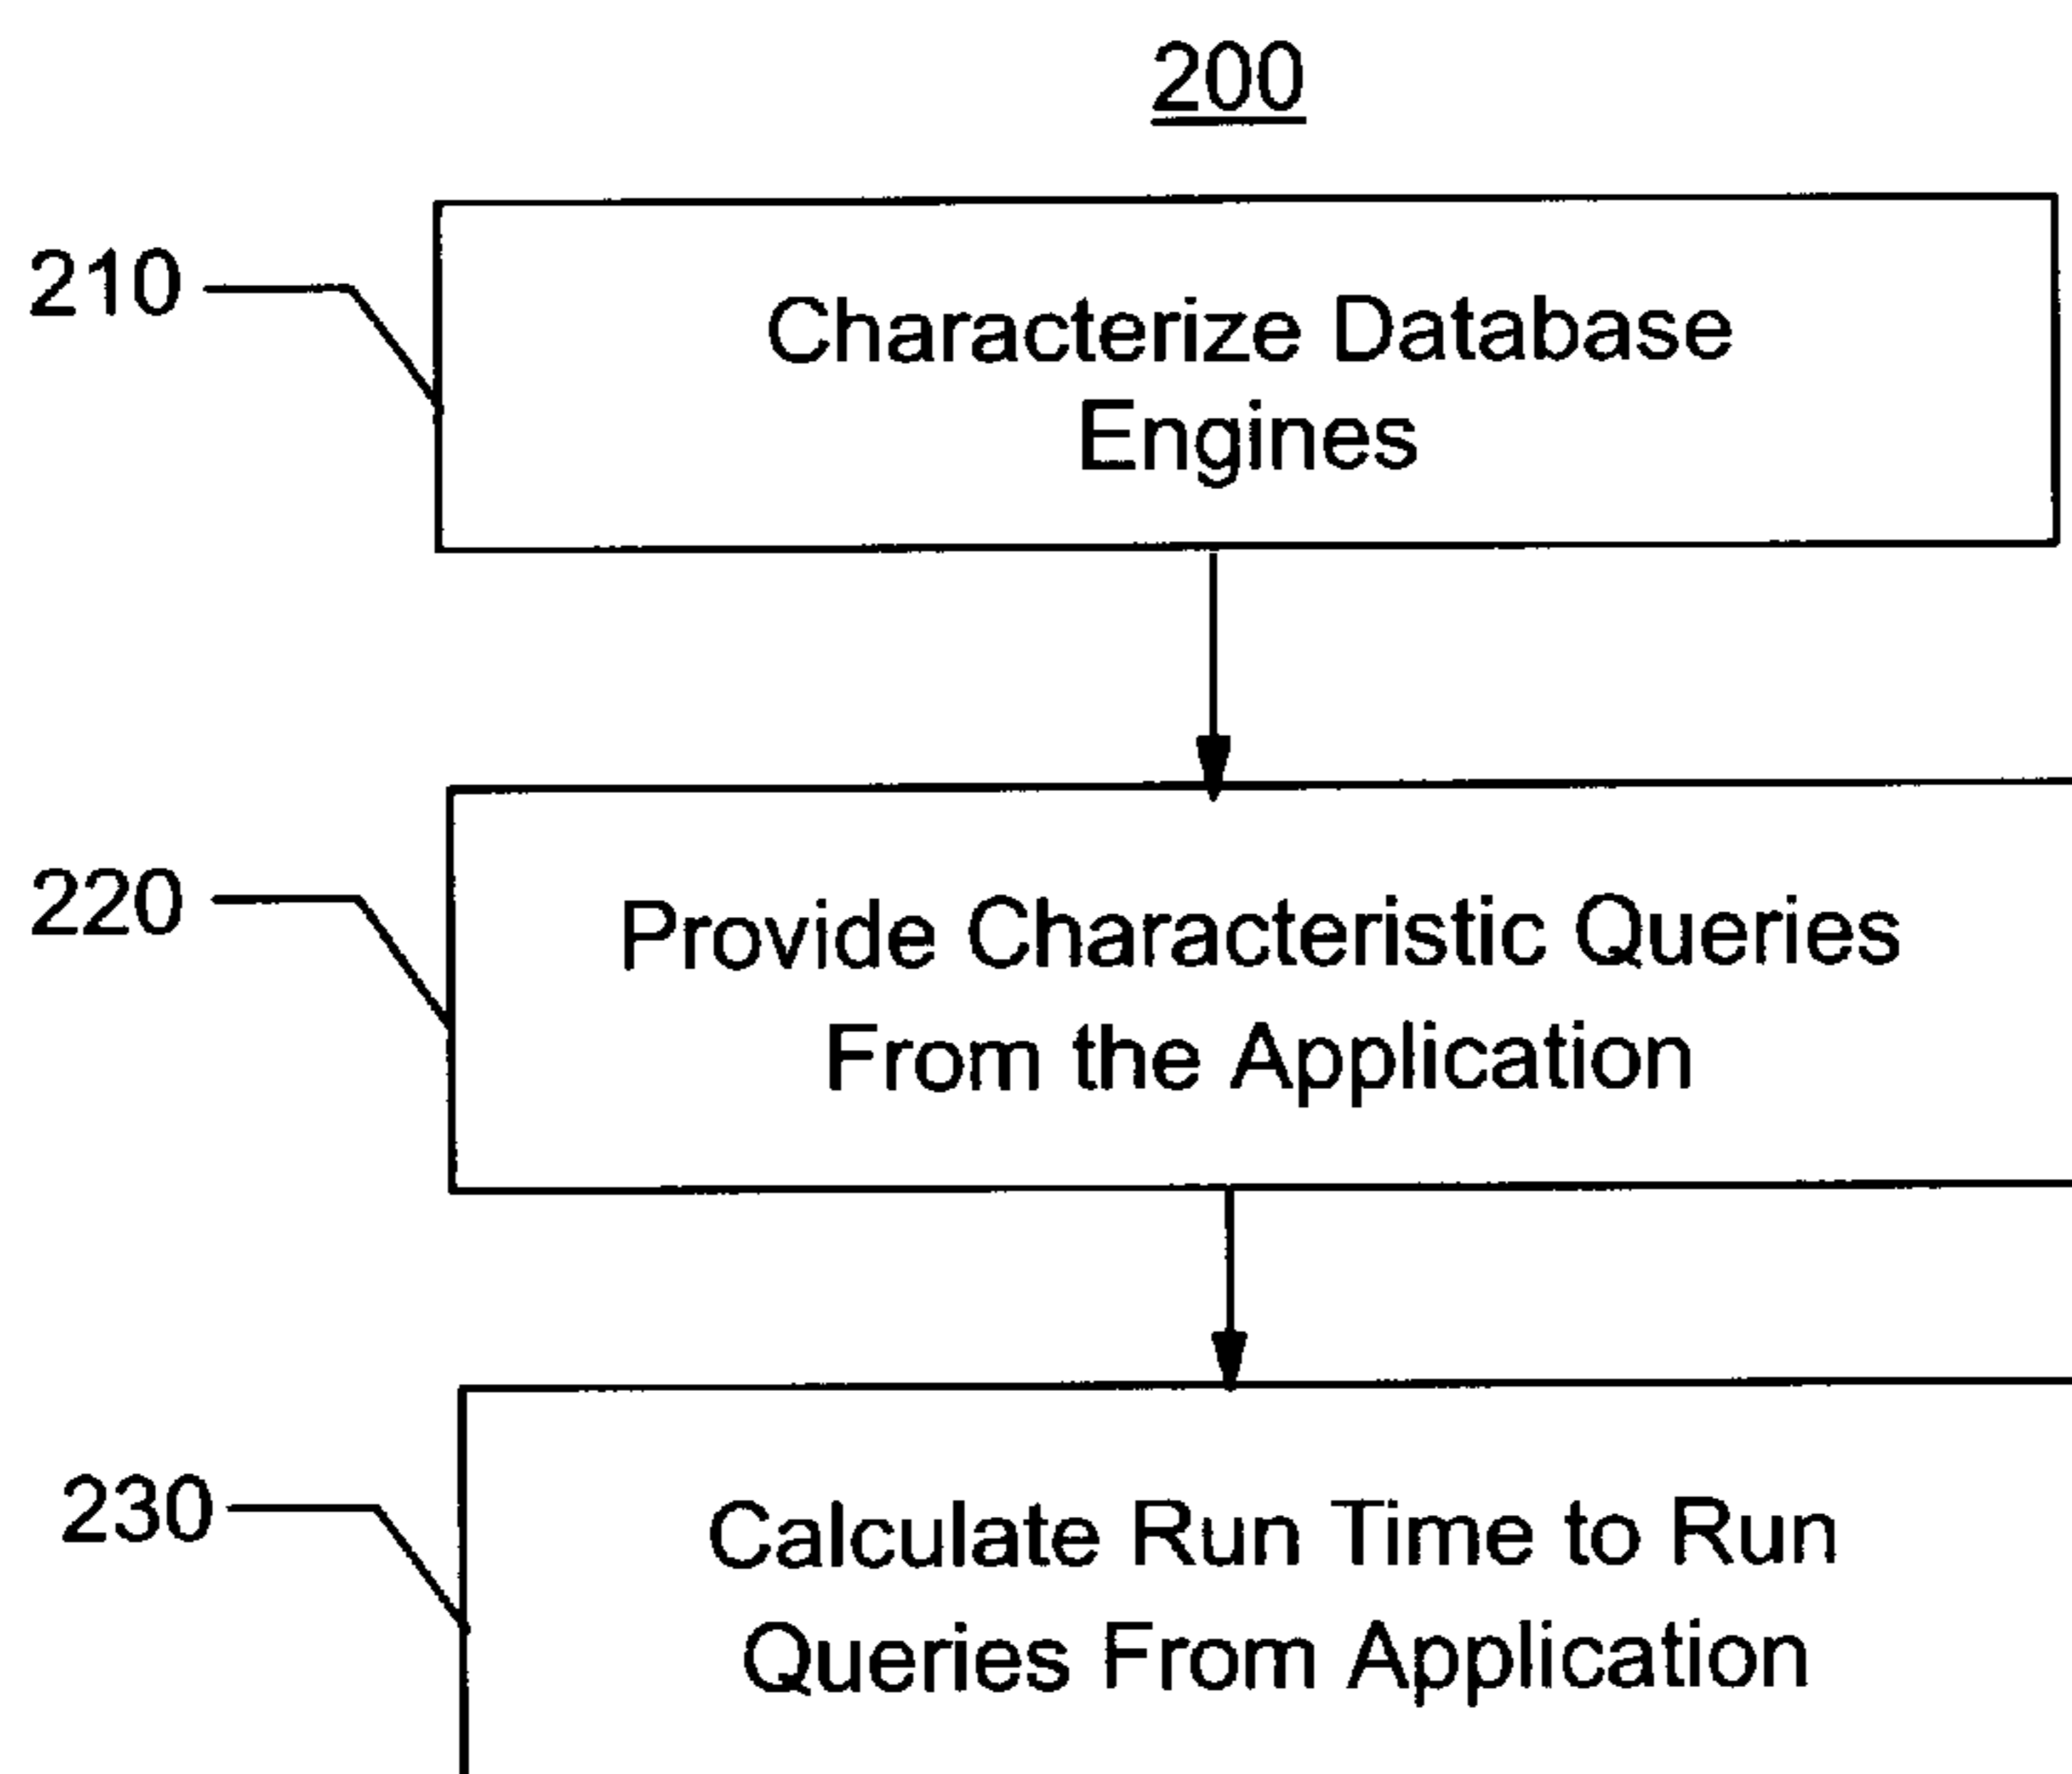 200
210
Characterize Database
Engines
220
Provide Characteristic Queries
From the Application
230
Calculate Run Time to Run
Queries From Application